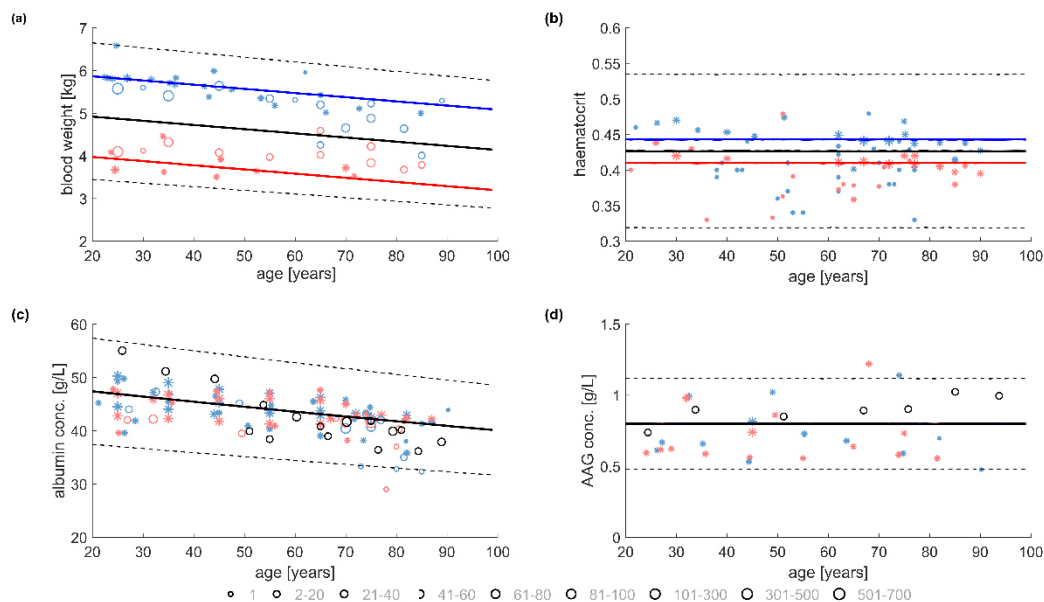 (a)
7
6
5
4
3
2
blood weight [kg]
20 30 40 50 60 70 80 90 100
age [years]
(b)
0.6
0.55
0.5
0.45
0.4
0.35
0.3
haematocrit
20 30 40 50 60 70 80 90 100
age [years]
(c)
60
50
40
30
20
albumin conc. [g/L]
20 30 40 50 60 70 80 90 100
age [years]
(d)
1.5
1
0.5
0
AAG conc. [g/L]
20 30 40 50 60 70 80 90 100
age [years]
1 2-20 21-40 41-60 61-80 81-100 101-300 301-500 501-700